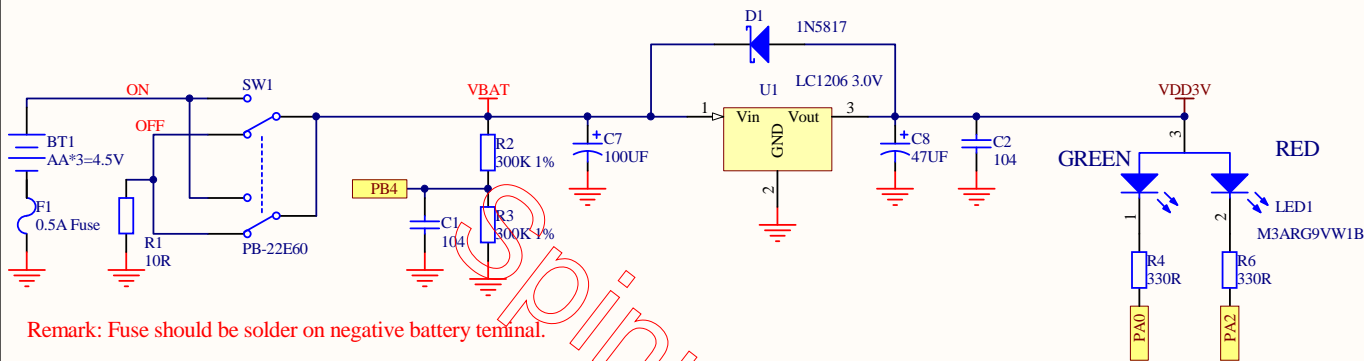 D1
1N5817
ON
SW1
VBAT
U1
LC1206 3.0V
VDD3V
OFF
1
Vin
Vout
GND
3
2
BT1
AA*3=4.5V
R2
300K 1%
C7
100UF
C8
47UF
C2
104
3
GREEN
RED
F1
0.5A Fuse
PB4
R1
10R
PB-22E60
C1
104
R3
300K 1%
1
2
LED1
M3ARG9VW1B
R4
330R
R6
330R
PA0
PA2
Remark: Fuse should be solder on negative battery teminal.
Spin